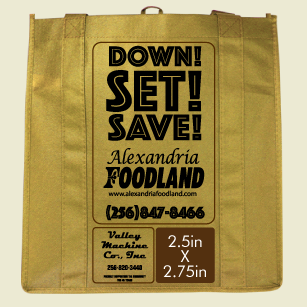 DOWN!
SET!
SAVE!
Alexandria
FOODLAND
www.alexandriafoodland.com
(256)847-8466
Valley
Machine
Co., Inc
256-820-3440
2.5in
X
2.75in